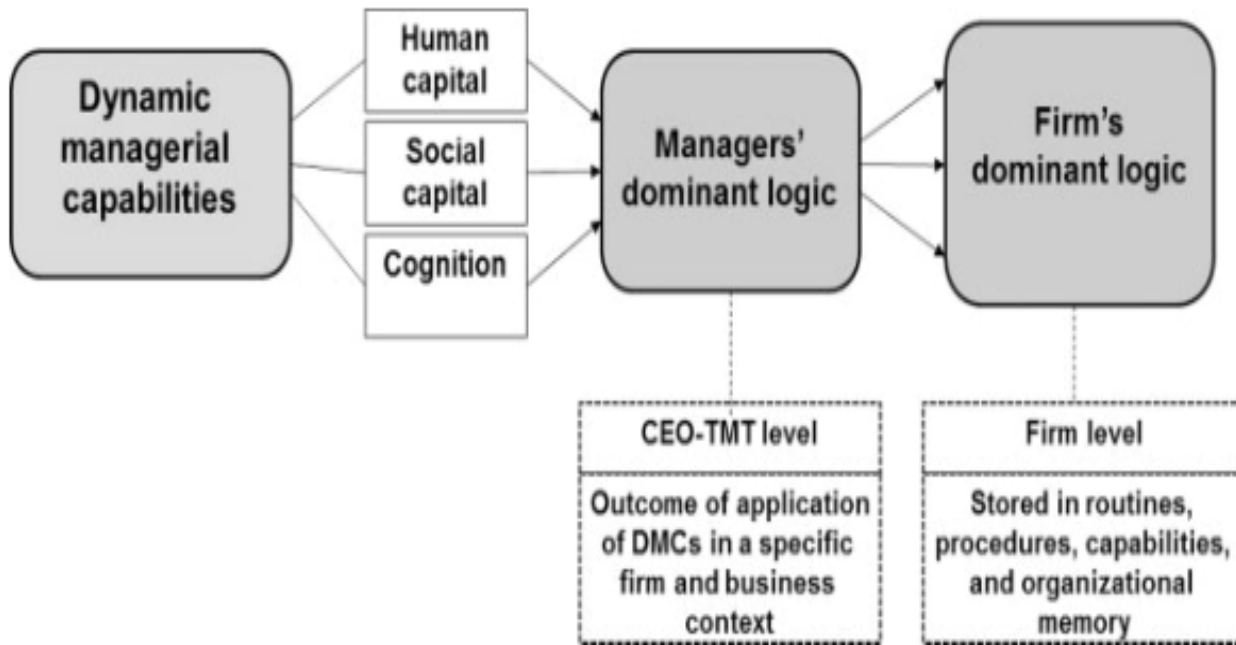 Dynamic
managerial
capabilities
Human
capital
Social
capital
Cognition
Managers’
dominant logic
Firm’s
dominant logic
CEO-TMT level
Outcome of application
of DMCs in a specific
firm and business
context
Firm level
Stored in routines,
procedures, capabilities,
and organizational
memory